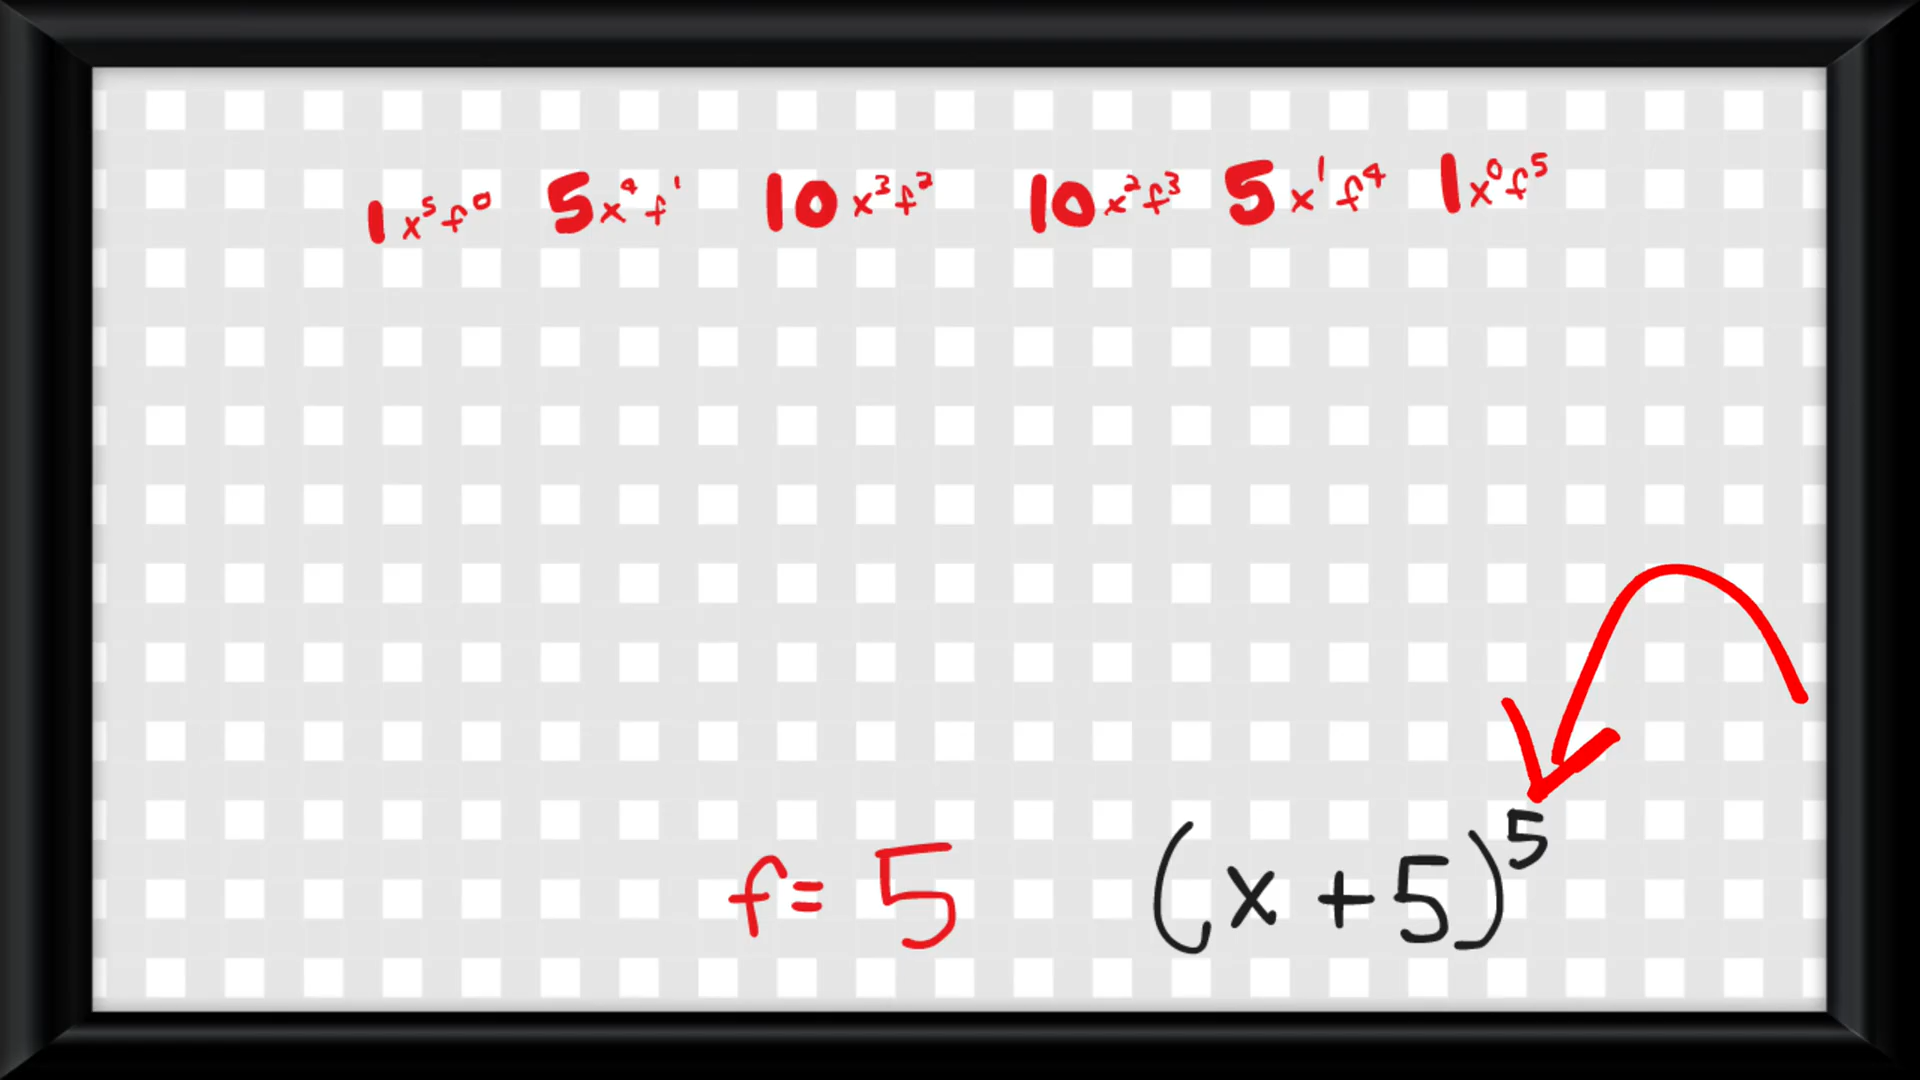 1x⁵f⁰ 5x⁴f¹ 10x³f² 10x²f³ 5x¹f⁴ 1x⁰f⁵
f= 5 (x+5)⁵